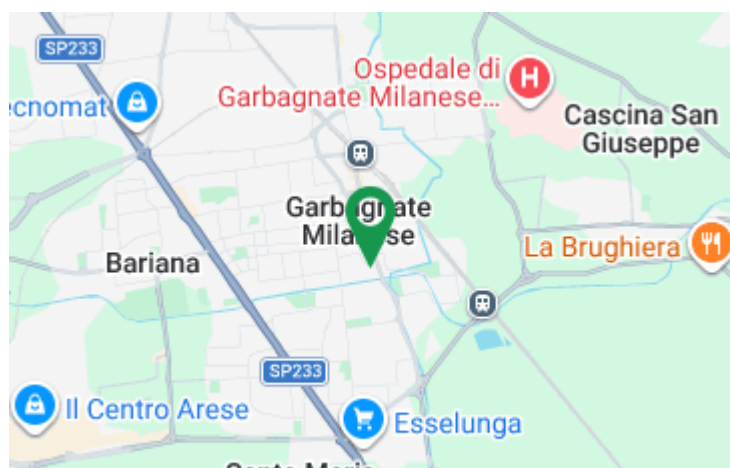 SP233
ecnomat
Ospedale di
Garbagnate Milanese...
H
Cascina San
Giuseppe
Garbagnate
Milanese
Bariana
La Brughiera
SP233
Il Centro Arese
Esselunga